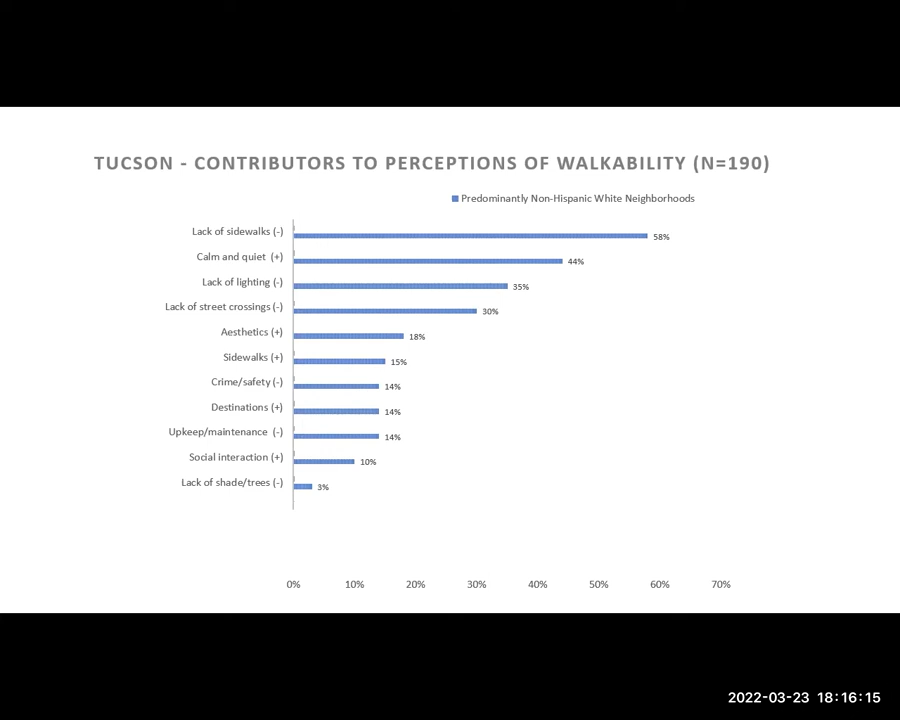 TUCSON - CONTRIBUTORS TO PERCEPTIONS OF WALKABILITY (N=190)
Predominantly Non-Hispanic White Neighborhoods
Lack of sidewalks (-) 58%
Calm and quiet (+) 44%
Lack of lighting (-) 35%
Lack of street crossings (-) 30%
Aesthetics (+) 18%
Sidewalks (+) 15%
Crime/safety (-) 14%
Destinations (+) 14%
Upkeep/maintenance (-) 14%
Social interaction (+) 10%
Lack of shade/trees (-) 3%
0% 10% 20% 30% 40% 50% 60% 70%
2022-03-23 18:16:15